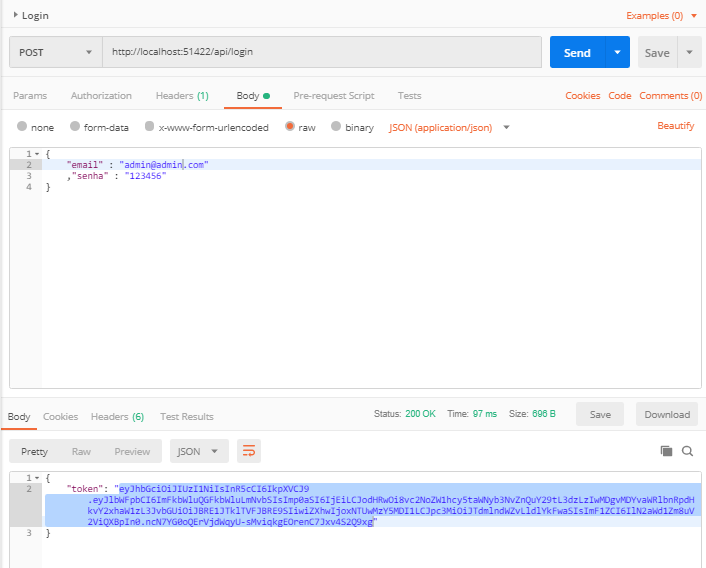 Login
Examples (0)
POST
http://localhost:51422/api/login
Send
Save
Params
Authorization
Headers (1)
Body
Pre-request Script
Tests
Cookies
Code
Comments (0)
none
form-data
x-www-form-urlencoded
raw
binary
JSON (application/json)
Beautify
1 {
2 "email" : "admin@admin.com"
3 ,"senha" : "123456"
4 }
Body
Cookies
Headers (6)
Test Results
Status: 200 OK
Time: 97 ms
Size: 696 B
Save
Download
Pretty
Raw
Preview
JSON
1 {
2 "token": "eyJhbGciOiJIUzI1NiIsInR5cCI6IkpXVCJ9
.eyJlbWFpbCI6ImFkbWluQGFkbWluLmNvbSIsImp0aSI6IjEiLCJodHRwOi8vc2NoZW1hcy5taWNyb3NvZnQuY29tL3dzLzIwMDgvMDYvaWRlbnRpdH
kvY2xhaW1zL3JvbGUiOiJBRE1JTklTVFJBRE9SIiwiZXhwIjoxNTUwMzY5MDI1LCJpc3MiOiJTdmlndWZvLldlYkFwaSIsImF1ZCI6IlN2aWd1Zm8uV
2ViQXBpIn0.ncN7YG0oQErVjdWqyU-sMviqkgEOrenC7Jxv4S2Q9xg"
3 }